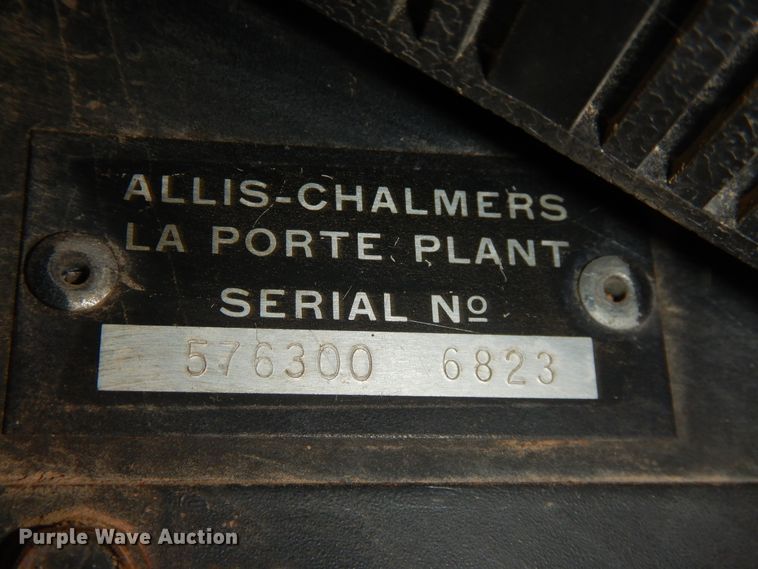 ALLIS-CHALMERS
LA PORTE PLANT
SERIAL Nº
576300 6823
Purple Wave Auction